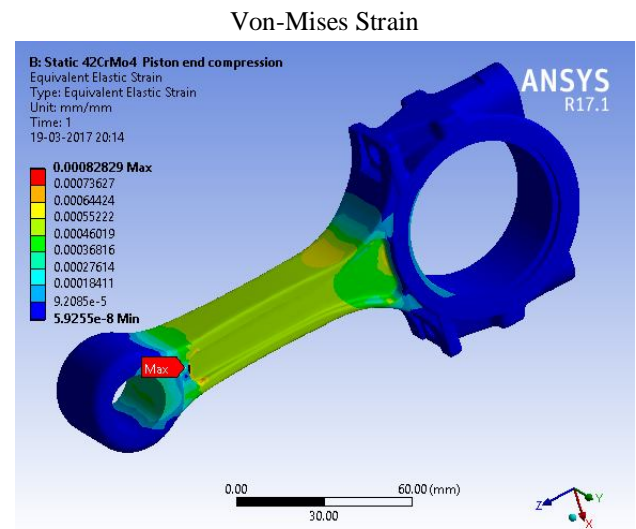 Von-Mises Strain
B: Static 42CrMo4 Piston end compression
Equivalent Elastic Strain
Type: Equivalent Elastic Strain
Unit: mm/mm
Time: 1
19-03-2017 20:14
ANSYS
R17.1
0.00082829 Max
0.00073627
0.00064424
0.00055222
0.00046019
0.00036816
0.00027614
0.00018411
9.2085e-5
5.9255e-8 Min
Max
0.00
60.00 (mm)
30.00
Z
Y
X